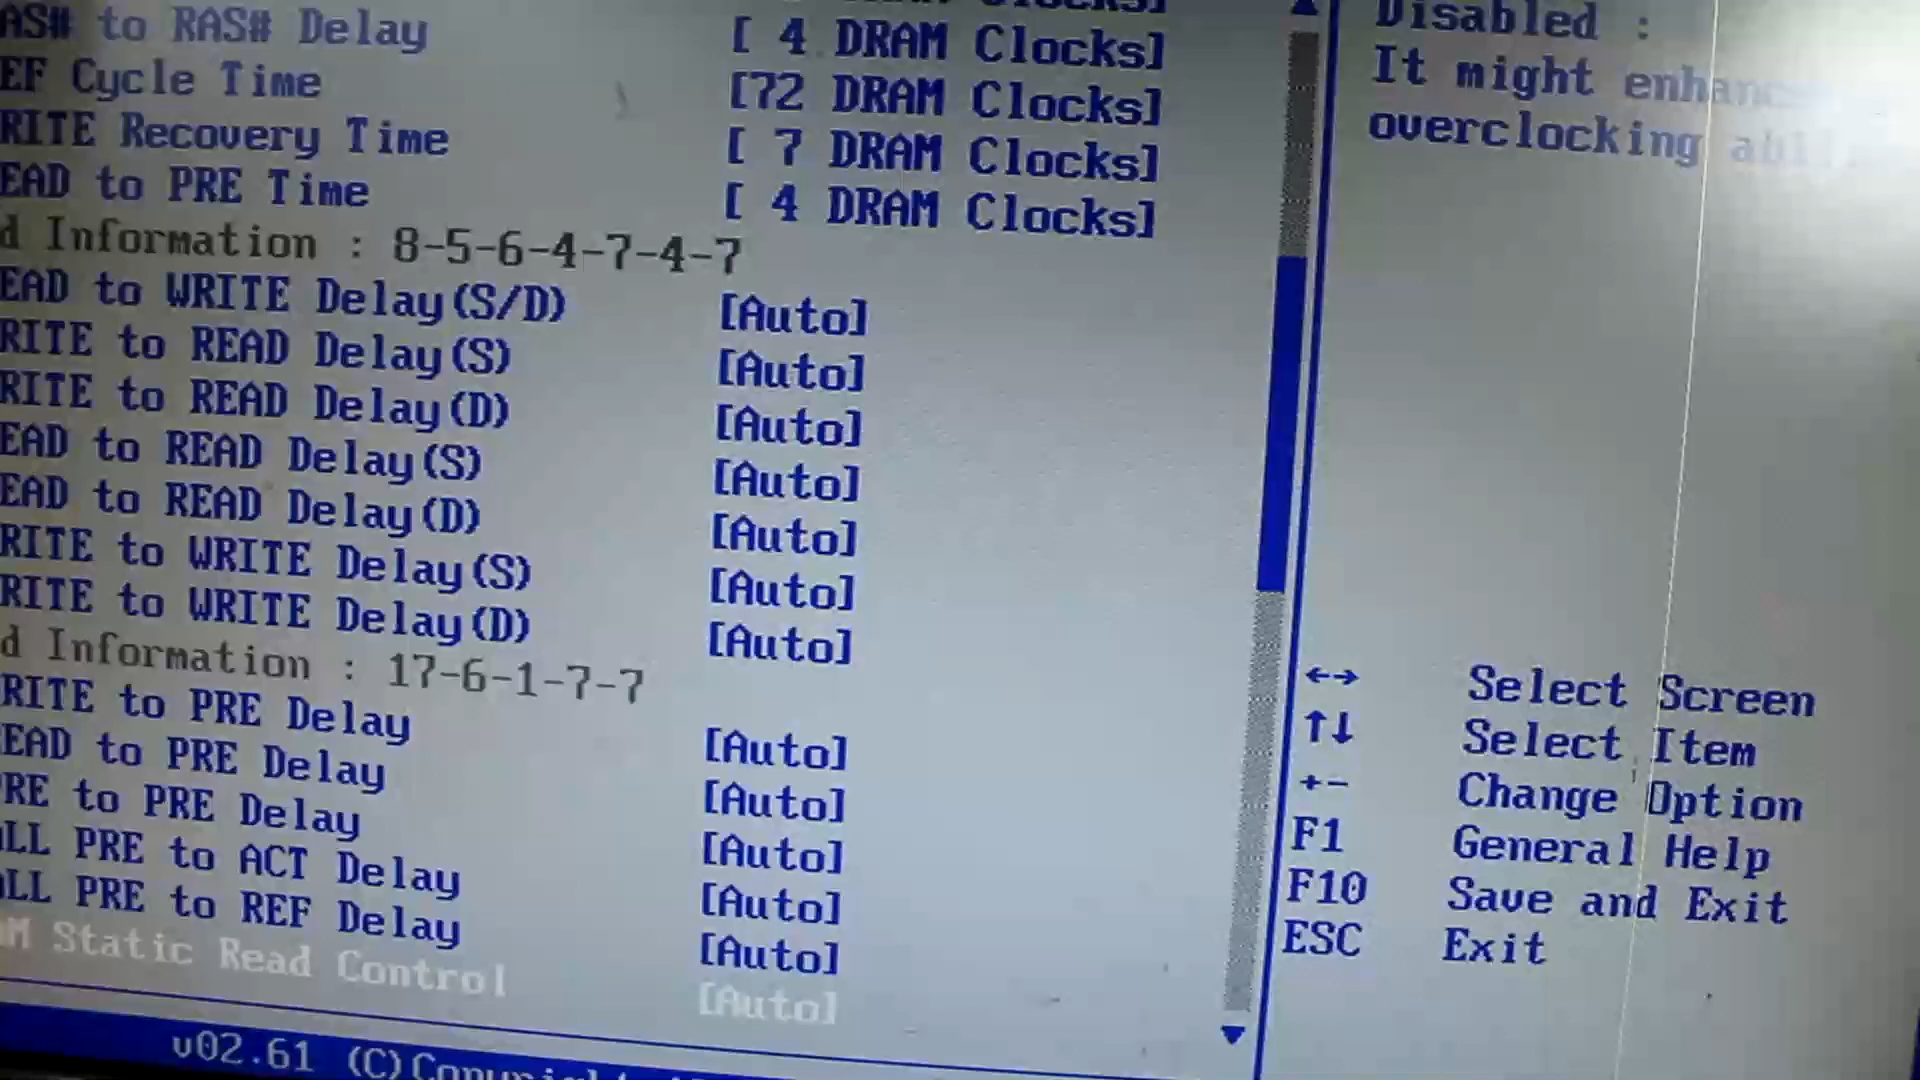 AS# to RAS# Delay [ 4 DRAM Clocks]
EF Cycle Time [72 DRAM Clocks]
RITE Recovery Time [ 7 DRAM Clocks]
EAD to PRE Time [ 4 DRAM Clocks]
d Information : 8-5-6-4-7-4-7
EAD to WRITE Delay(S/D) [Auto]
RITE to READ Delay(S) [Auto]
RITE to READ Delay(D) [Auto]
EAD to READ Delay(S) [Auto]
EAD to READ Delay(D) [Auto]
RITE to WRITE Delay(S) [Auto]
RITE to WRITE Delay(D) [Auto]
d Information : 17-6-1-7-7
RITE to PRE Delay [Auto]
EAD to PRE Delay [Auto]
PRE to PRE Delay [Auto]
ALL PRE to ACT Delay [Auto]
ALL PRE to REF Delay [Auto]
AM Static Read Control [Auto]
v02.61 (C)Copyright
Disabled :
It might enhance
overclocking
←→ Select Screen
↑↓ Select Item
+- Change Option
F1 General Help
F10 Save and Exit
ESC Exit